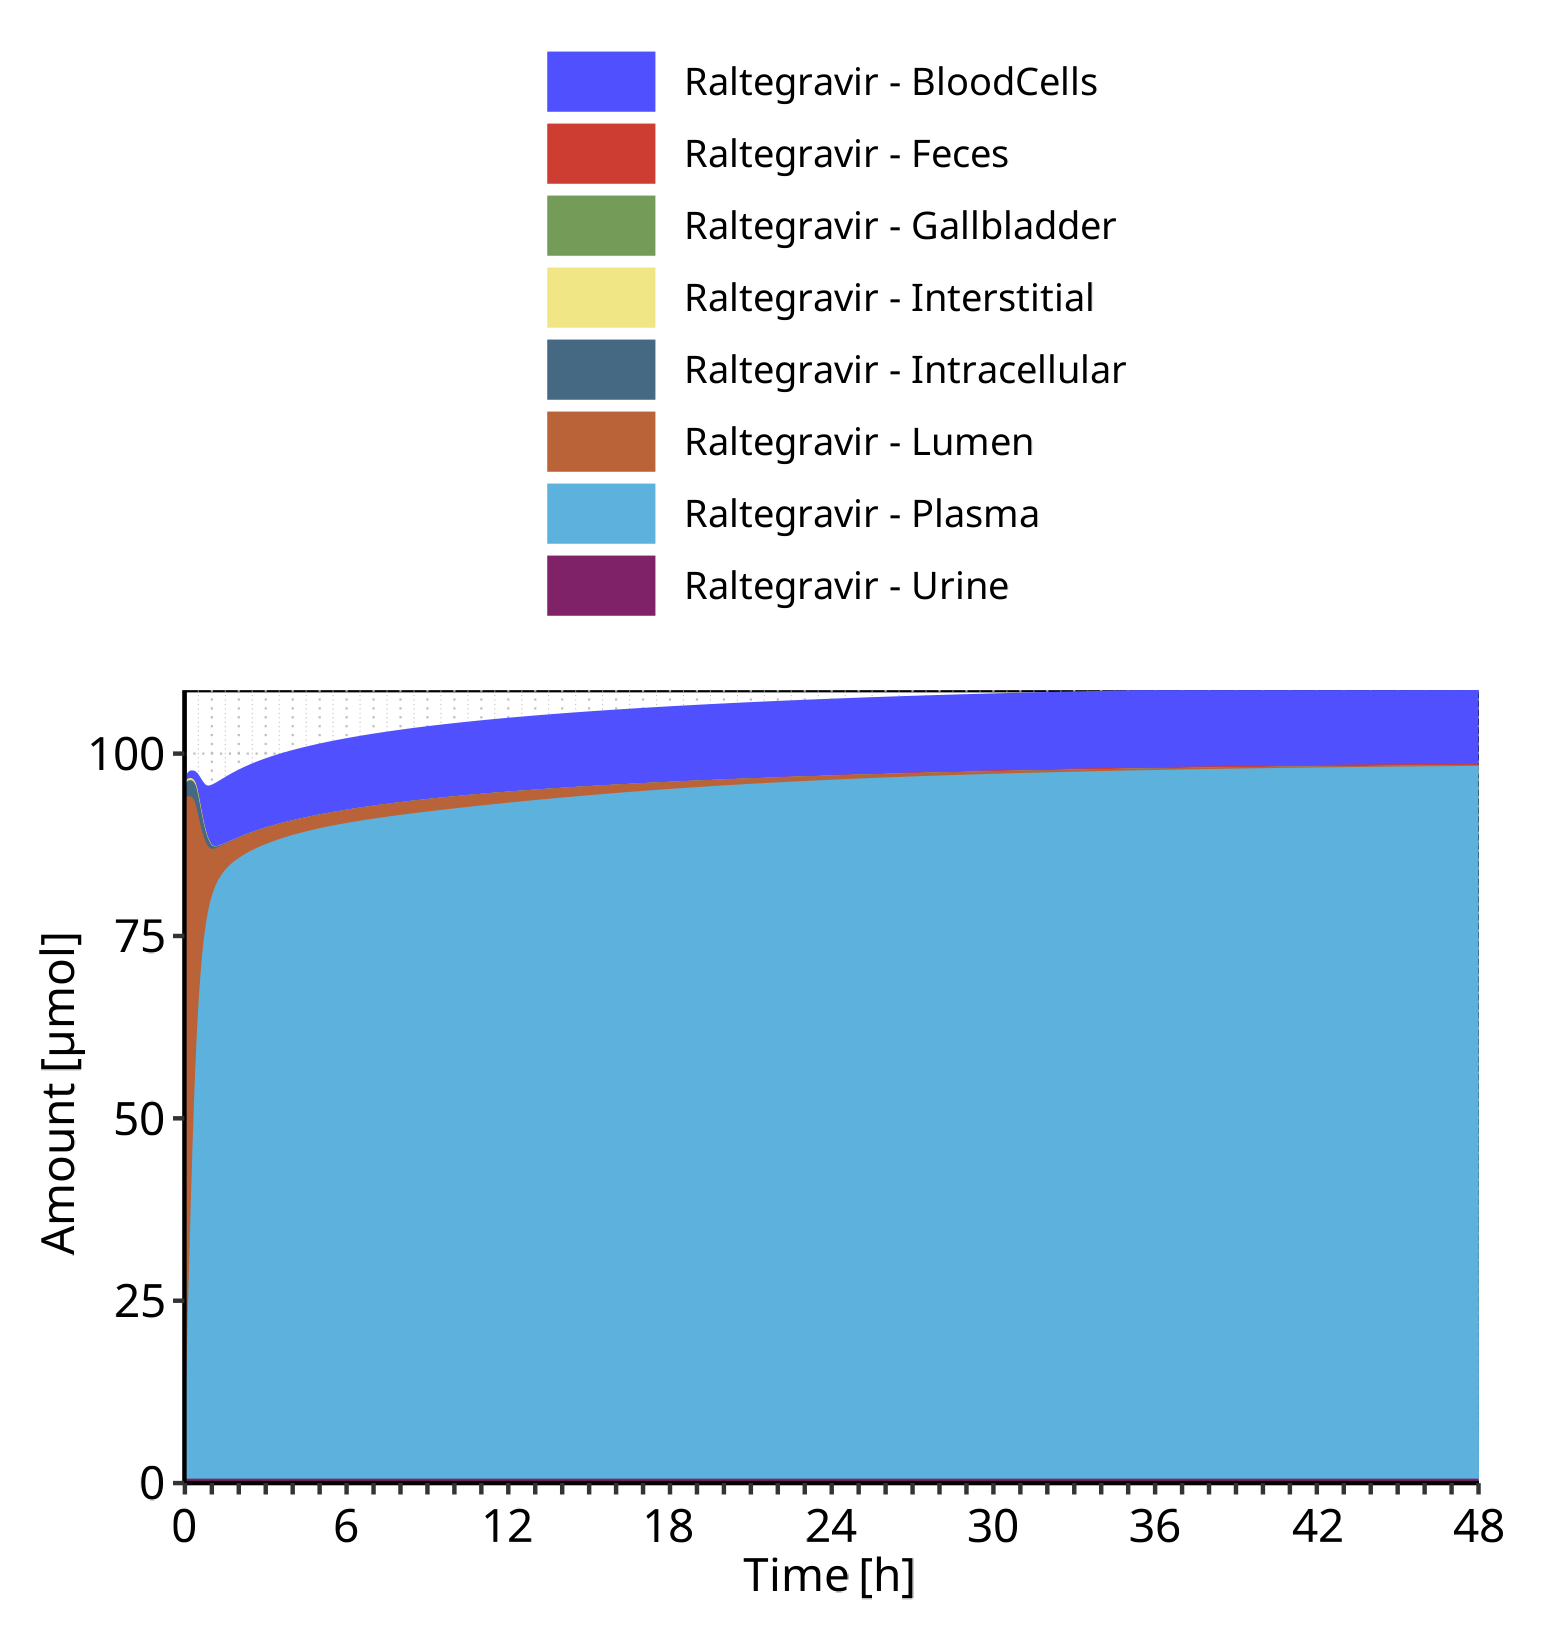 Raltegravir - BloodCells
Raltegravir - Feces
Raltegravir - Gallbladder
Raltegravir - Interstitial
Raltegravir - Intracellular
Raltegravir - Lumen
Raltegravir - Plasma
Raltegravir - Urine
100
75
50
25
0
Amount [µmol]
0 6 12 18 24 30 36 42 48
Time [h]